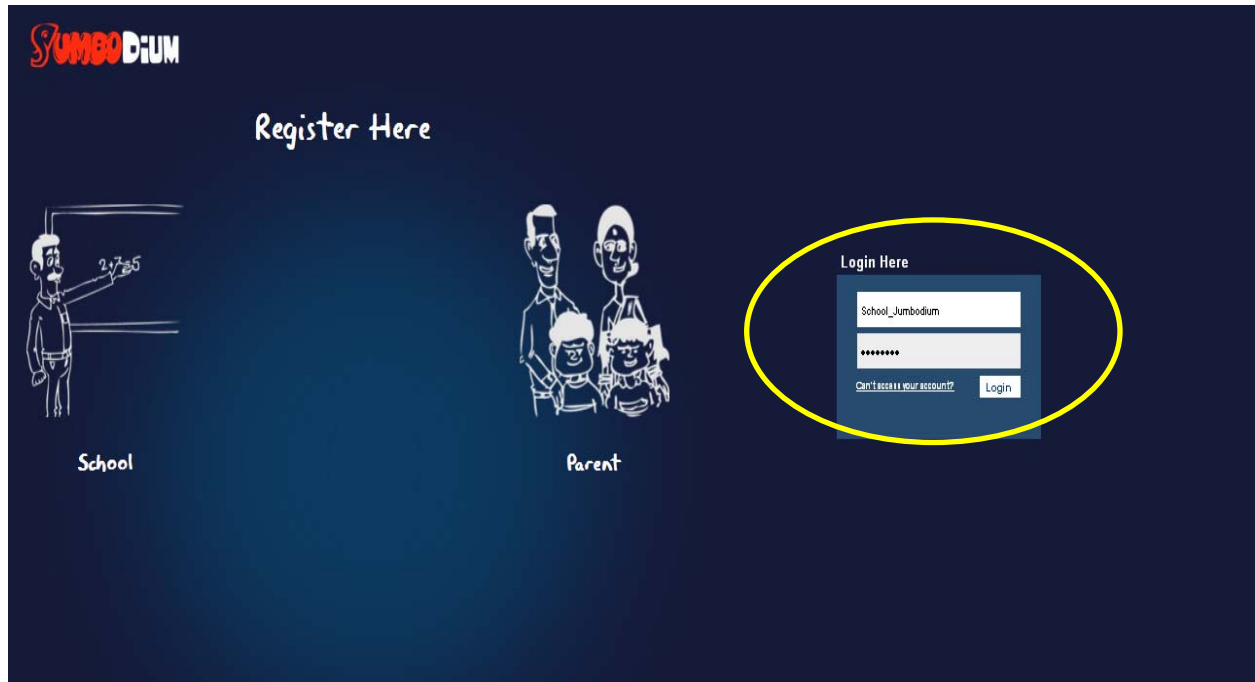 JUMBODiUM
Register Here
2+7=5
School
Parent
Login Here
School_Jumbodium
••••••••
Can't access your account?
Login